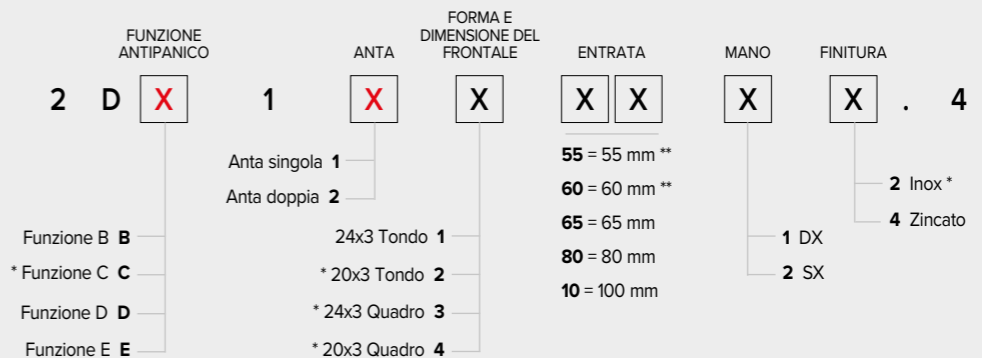 FUNZIONE
ANTIPANICO
ANTA
FORMA E
DIMENSIONE DEL
FRONTALE
ENTRATA
MANO
FINITURA
2 D X 1 X X X X X X . 4
Anta singola 1
Anta doppia 2
Funzione B B
* Funzione C C
Funzione D D
Funzione E E
24x3 Tondo 1
* 20x3 Tondo 2
* 24x3 Quadro 3
* 20x3 Quadro 4
55 = 55 mm **
60 = 60 mm **
65 = 65 mm
80 = 80 mm
10 = 100 mm
1 DX
2 SX
2 Inox *
4 Zincato